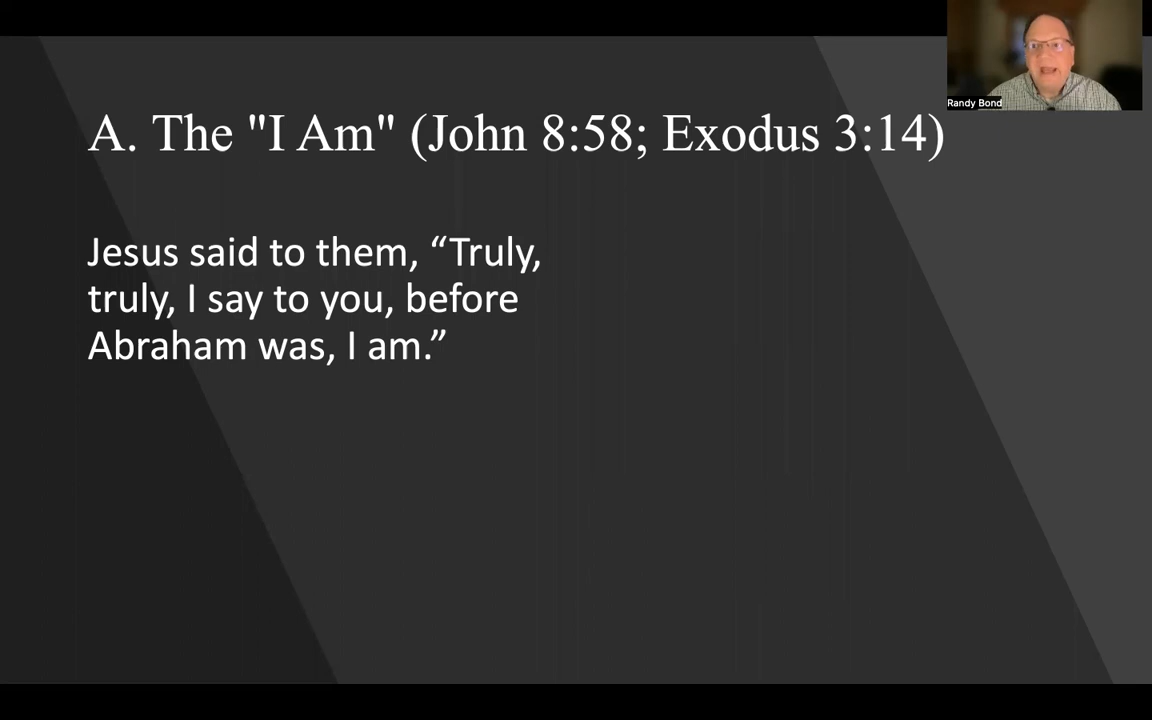 A. The "I Am" (John 8:58; Exodus 3:14)
Jesus said to them, “Truly,
truly, I say to you, before
Abraham was, I am.”
Randy Bond